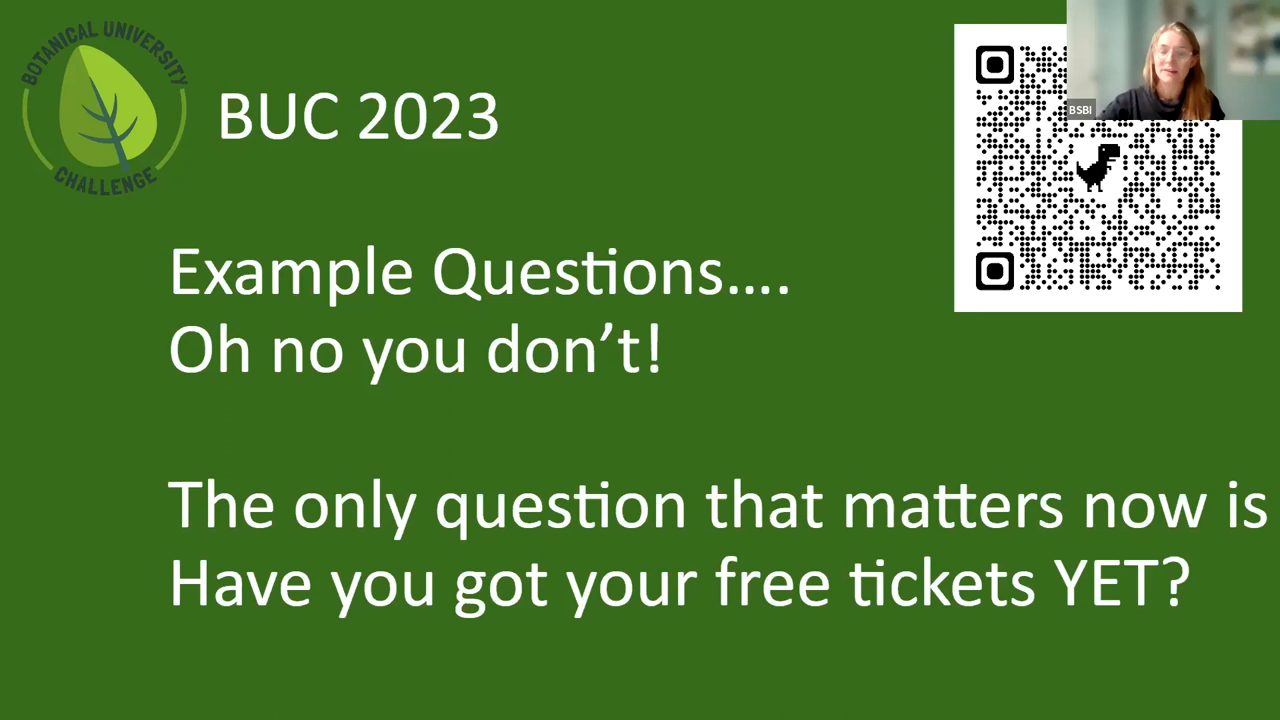 BOTANICAL UNIVERSITY
CHALLENGE
BUC 2023
BSBI
Example Questions....
Oh no you don’t!
The only question that matters now is
Have you got your free tickets YET?